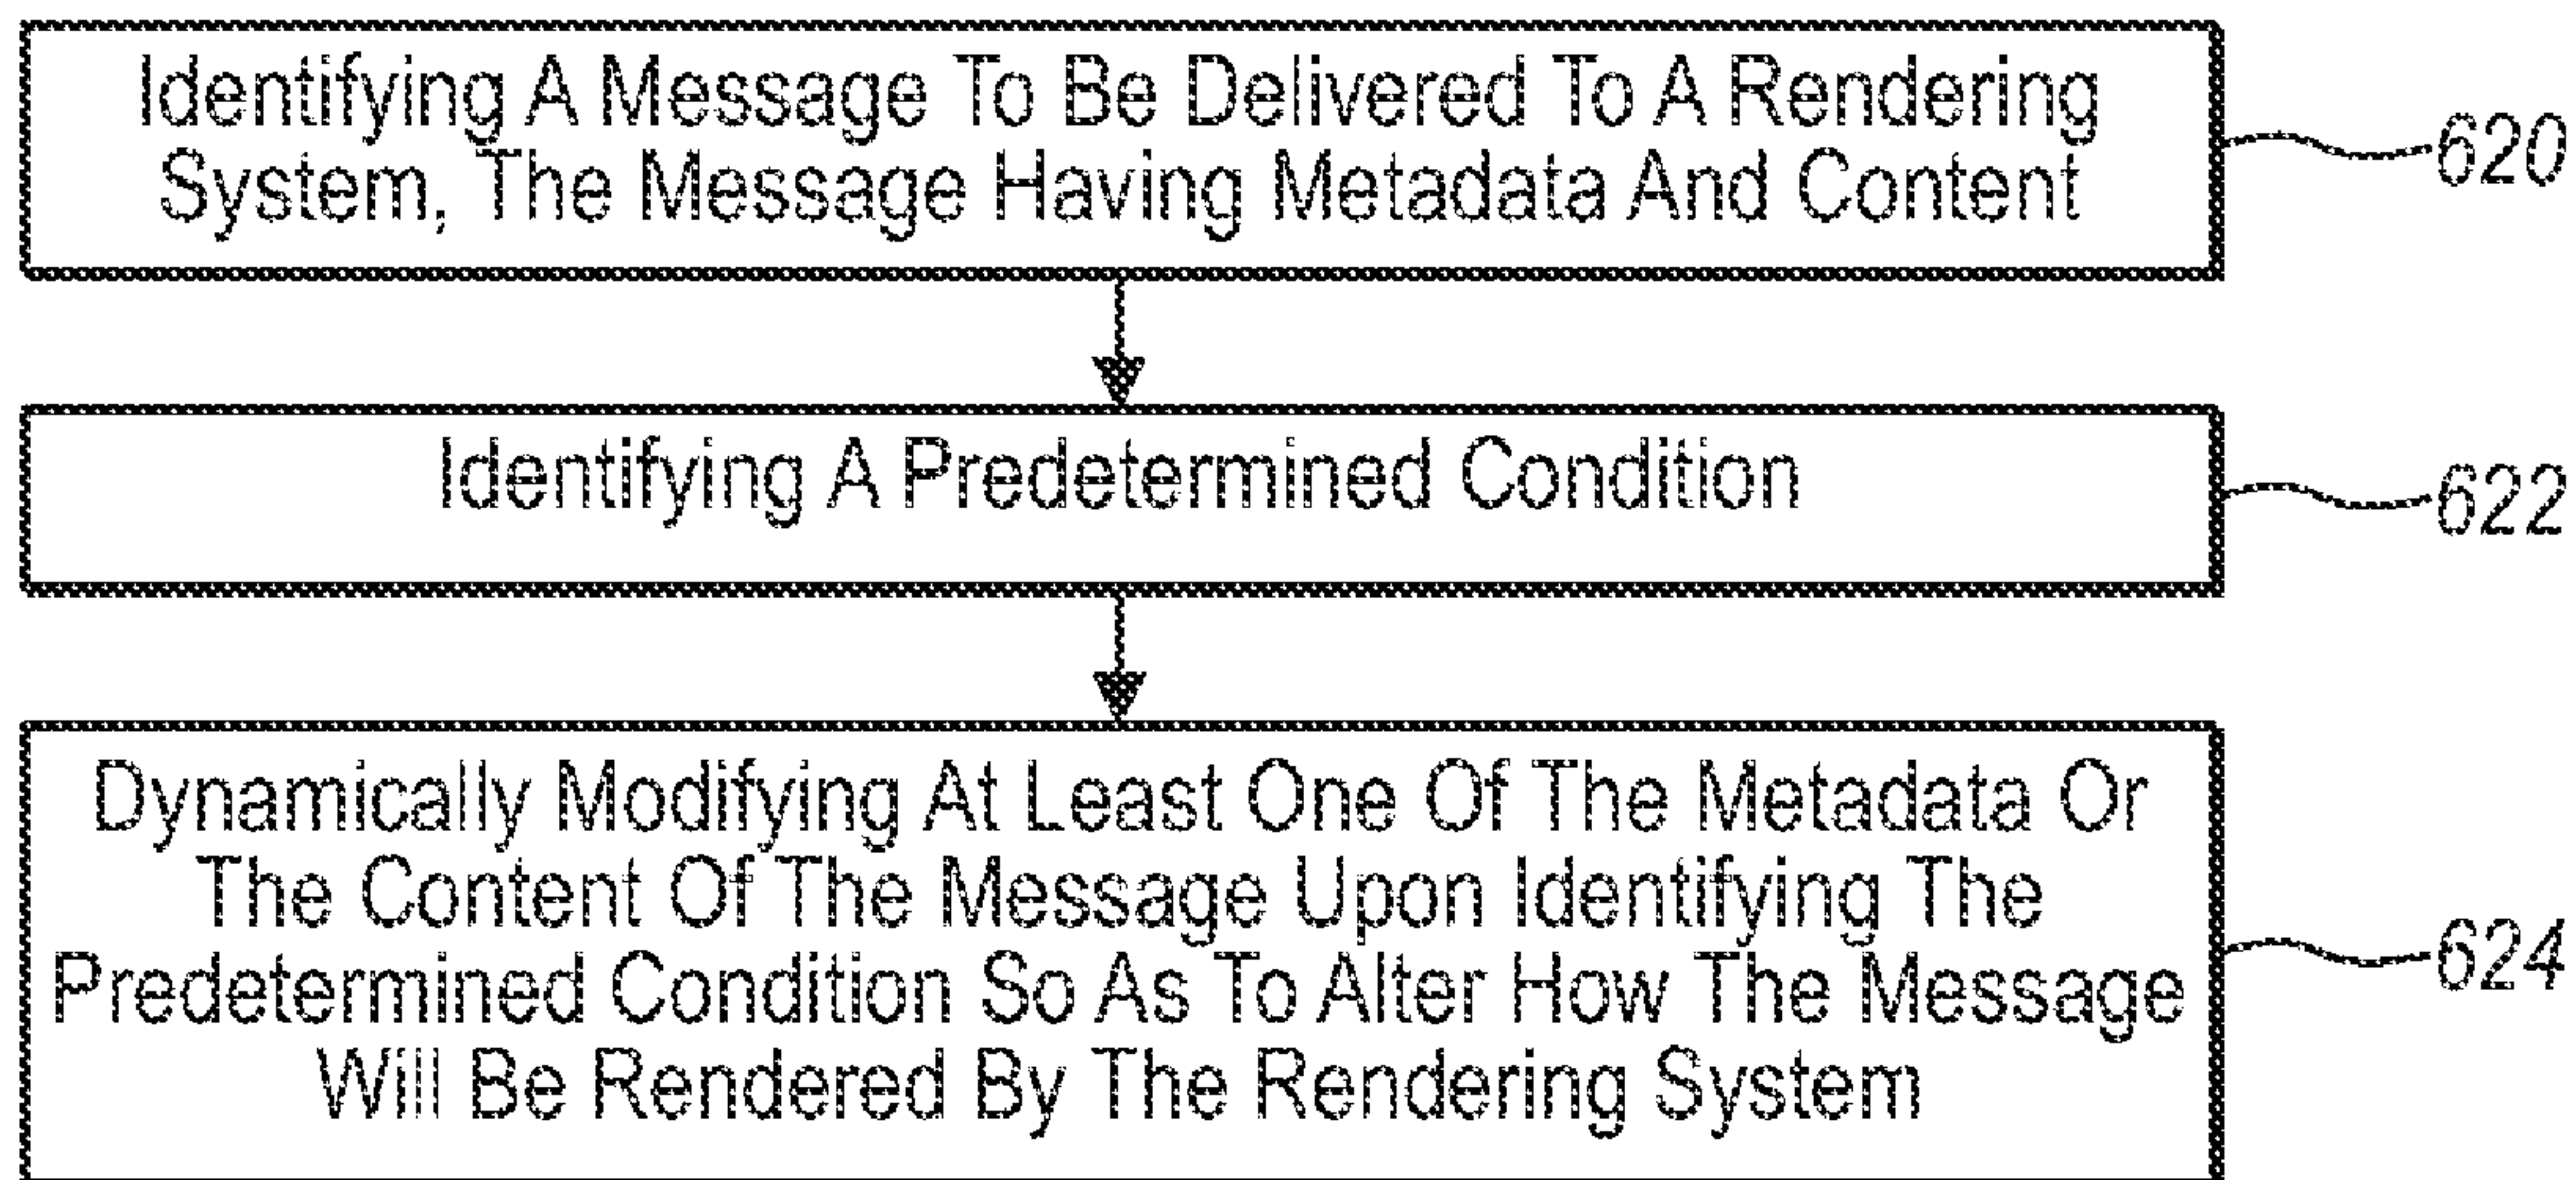 Identifying A Message To Be Delivered To A Rendering
System, The Message Having Metadata And Content
620
Identifying A Predetermined Condition
622
Dynamically Modifying At Least One Of The Metadata Or
The Content Of The Message Upon Identifying The
Predetermined Condition So As To Alter How The Message
Will Be Rendered By The Rendering System
624